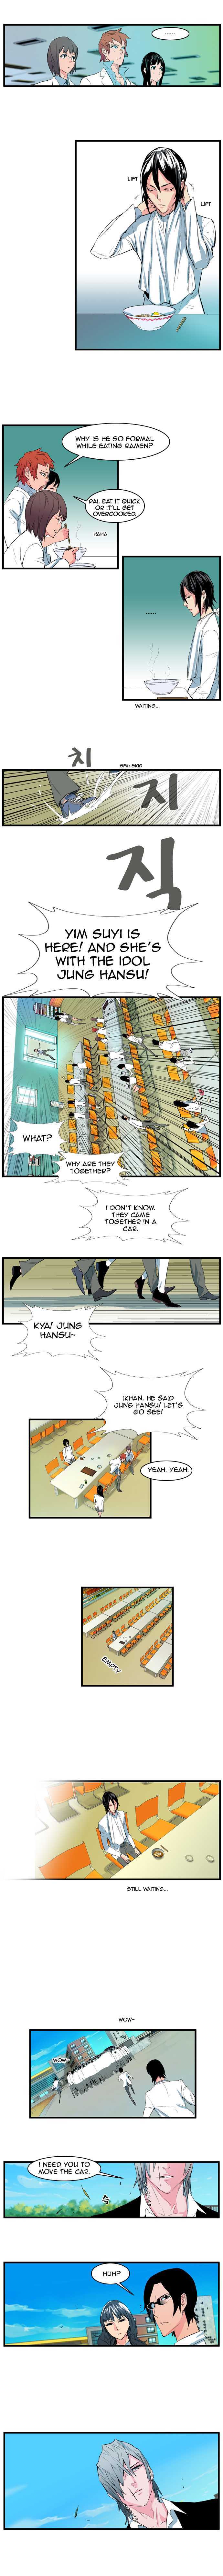 ......
LIFT
LIFT
WHY IS HE SO FORMAL
WHILE EATING RAMEN?
RAI, EAT IT QUICK
OR IT'LL GET
OVERCOOKED.
HAHA
......
WAITING...
치
SFX: SKID
지
직
YIM SUYI IS
HERE! AND SHE'S
WITH THE IDOL
JUNG HANSU!
WHAT?
WHY ARE THEY
TOGETHER?
I DON'T KNOW.
THEY CAME
TOGETHER IN A
CAR.
KYA! JUNG
HANSU~
IKHAN. HE SAID
JUNG HANSU! LET'S
GO SEE!
YEAH. YEAH.
EMPTY
STILL WAITING...
WOW~
WOW
I NEED YOU TO
MOVE THE CAR.
HUH?